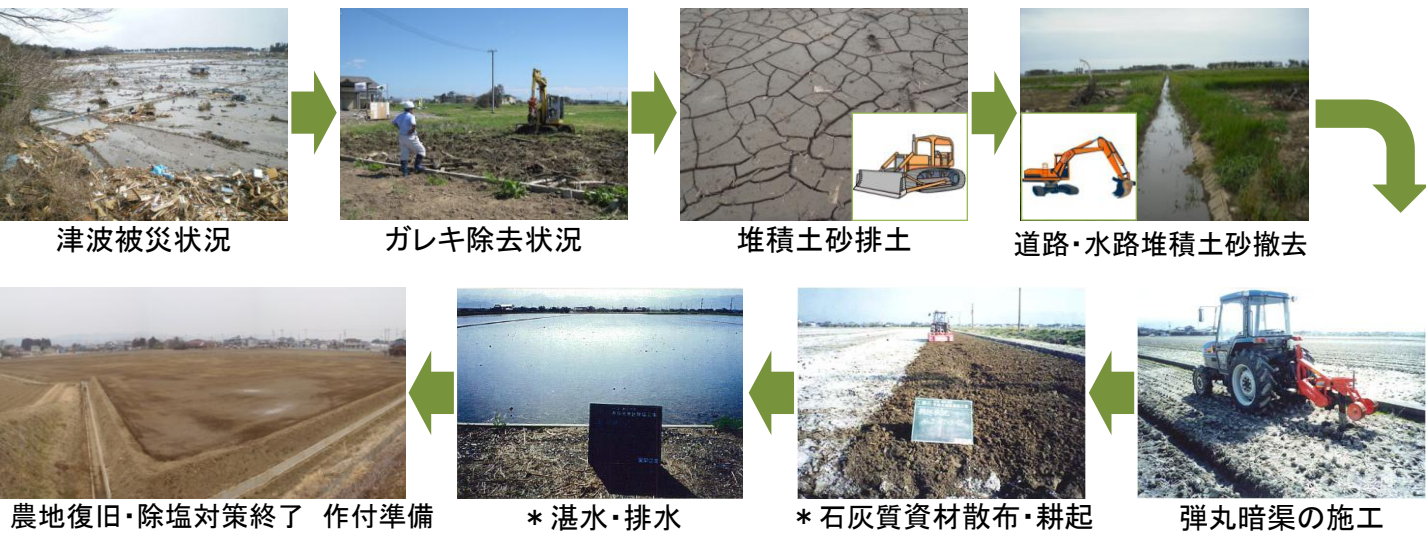 津波被災状況
ガレキ除去状況
堆積土砂排土
道路・水路堆積土砂撤去
弾丸暗渠の施工
＊石灰質資材散布・耕起
＊湛水・排水
農地復旧・除塩対策終了　作付準備